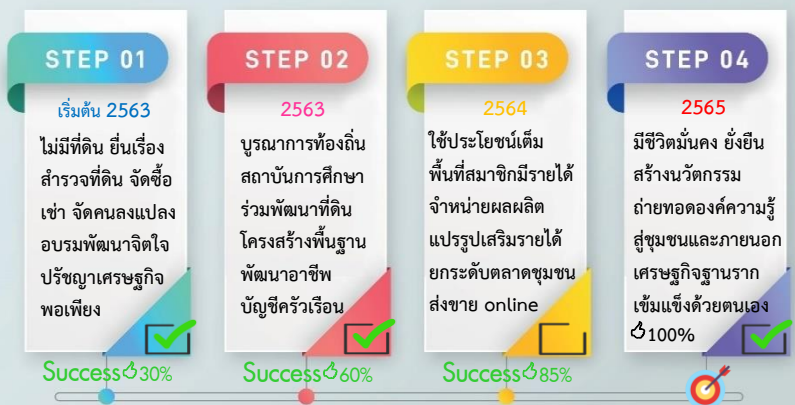 STEP 01
เริ่มต้น 2563
ไม่มีที่ดิน ยื่นเรื่อง
สำรวจที่ดิน จัดซื้อ
เช่า จัดคนลงแปลง
อบรมพัฒนาจิตใจ
ปรัชญาเศรษฐกิจ
พอเพียง
Success 30%
STEP 02
2563
บูรณาการท้องถิ่น
สถาบันการศึกษา
ร่วมพัฒนาที่ดิน
โครงสร้างพื้นฐาน
พัฒนาอาชีพ
บัญชีครัวเรือน
Success 60%
STEP 03
2564
ใช้ประโยชน์เต็ม
พื้นที่สมาชิกมีรายได้
จำหน่ายผลผลิต
แปรรูปเสริมรายได้
ยกระดับตลาดชุมชน
ส่งขาย online
Success 85%
STEP 04
2565
มีชีวิตมั่นคง ยั่งยืน
สร้างนวัตกรรม
ถ่ายทอดองค์ความรู้
สู่ชุมชนและภายนอก
เศรษฐกิจฐานราก
เข้มแข็งด้วยตนเอง
100%